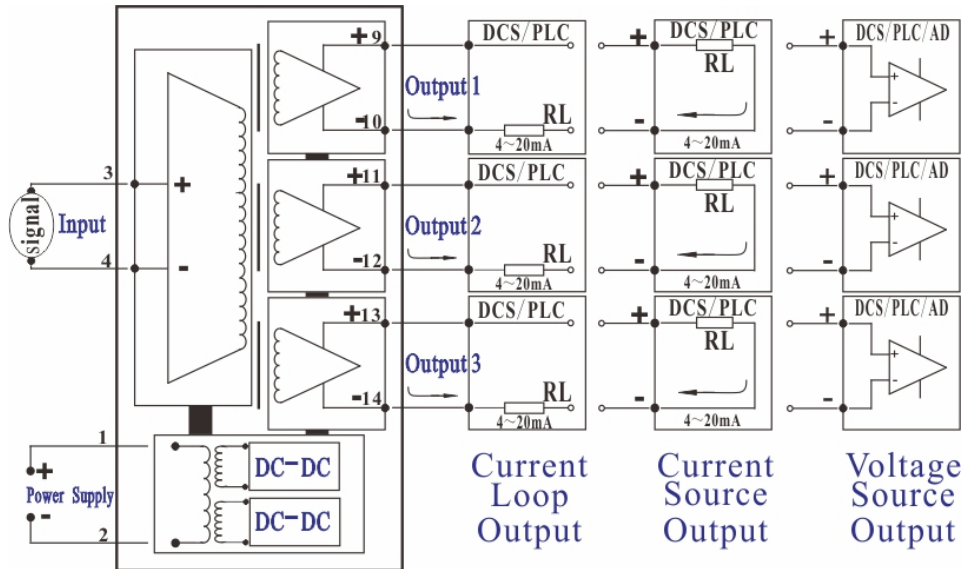 + 9
DCS/PLC
+
DCS/PLC
+
DCS/PLC/AD
RL
Output 1
+
-
- 10
RL
-
-
4~20mA
4~20mA
3
+ 11
DCS/PLC
+
DCS/PLC
+
DCS/PLC/AD
+
RL
signal
Input
Output 2
+
-
4
-
- 12
RL
-
-
4~20mA
4~20mA
+ 13
DCS/PLC
+
DCS/PLC
+
DCS/PLC/AD
RL
Output 3
+
-
- 14
RL
-
-
4~20mA
4~20mA
1
+
DC-DC
Power Supply
-
DC-DC
2
Current
Loop
Output
Current
Source
Output
Voltage
Source
Output